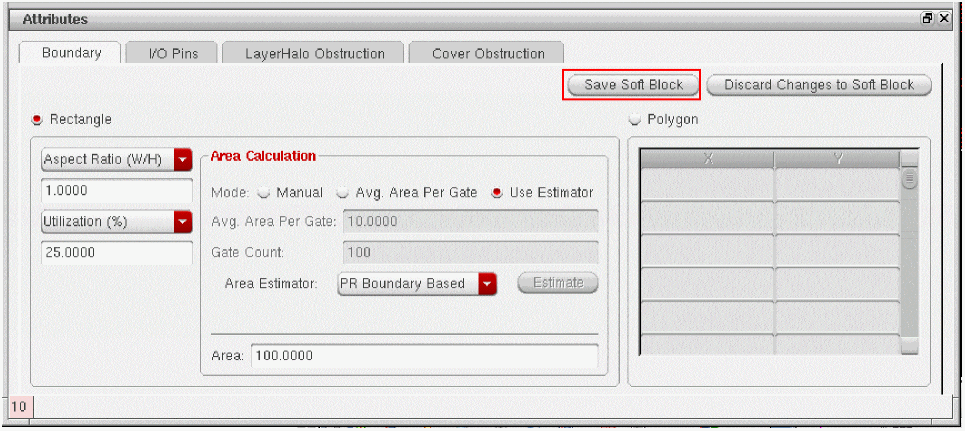 Attributes
Boundary I/O Pins LayerHalo Obstruction Cover Obstruction
Save Soft Block Discard Changes to Soft Block
Rectangle Polygon
Aspect Ratio (W/H) Area Calculation X Y
1.0000 Mode: Manual Avg. Area Per Gate Use Estimator
Utilization (%) Avg. Area Per Gate: 10.0000
25.0000 Gate Count: 100
Area Estimator: PR Boundary Based Estimate
Area: 100.0000
10